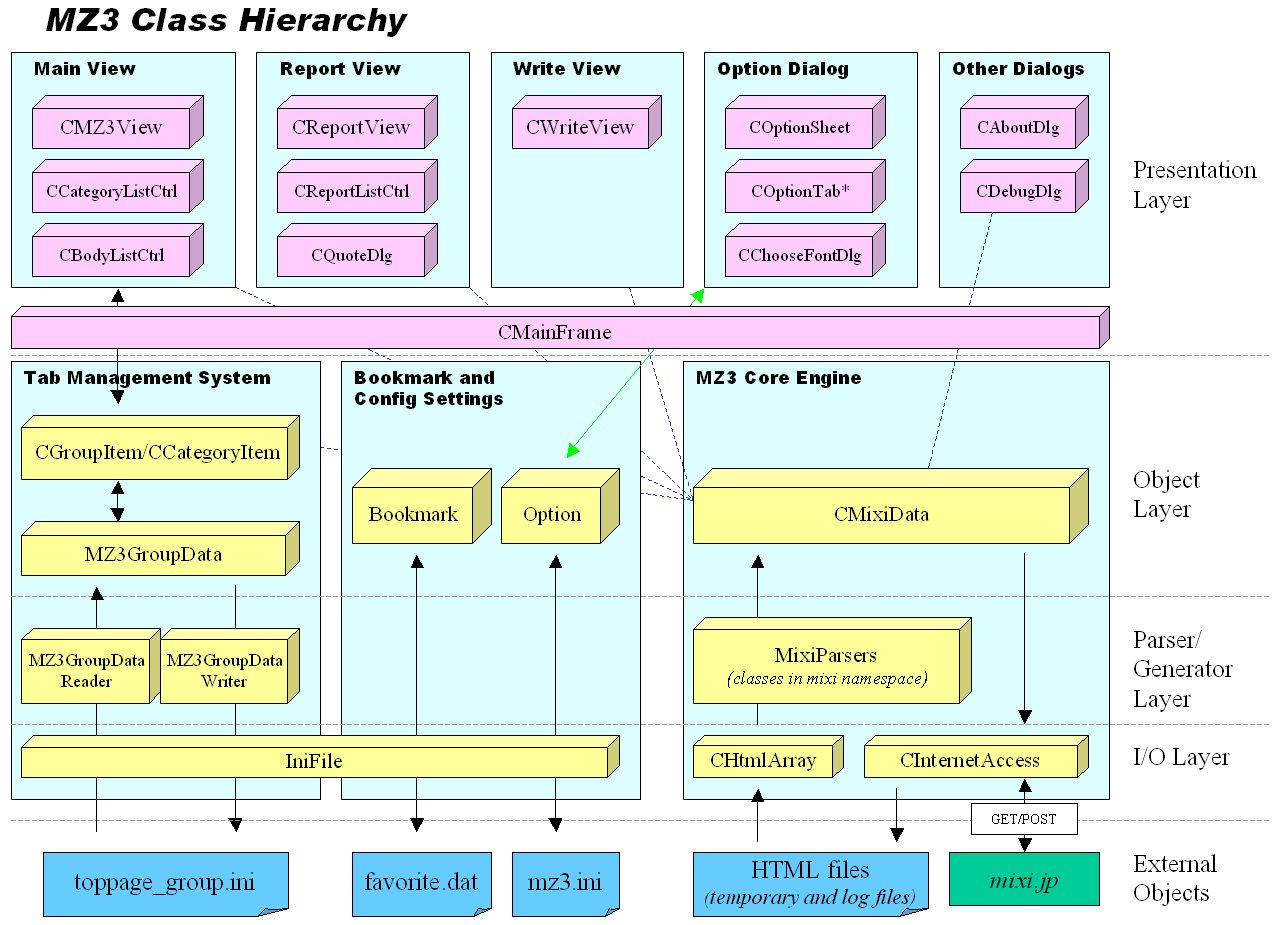 MZ3 Class Hierarchy
Main View
CMZ3View
CCategoryListCtrl
CBodyListCtrl
Report View
CReportView
CReportListCtrl
CQuoteDlg
Write View
CWriteView
Option Dialog
COptionSheet
COptionTab*
CChooseFontDlg
Other Dialogs
CAboutDlg
CDebugDlg
Presentation
Layer
CMainFrame
Tab Management System
CGroupItem/CCategoryItem
MZ3GroupData
MZ3GroupData
Reader
MZ3GroupData
Writer
Bookmark and
Config Settings
Bookmark
Option
IniFile
MZ3 Core Engine
CMixiData
MixiParsers
(classes in mixi namespace)
CHtmlArray
CInternetAccess
Object
Layer
Parser/
Generator
Layer
I/O Layer
GET/POST
toppage_group.ini
favorite.dat
mz3.ini
HTML files
(temporary and log files)
mixi.jp
External
Objects